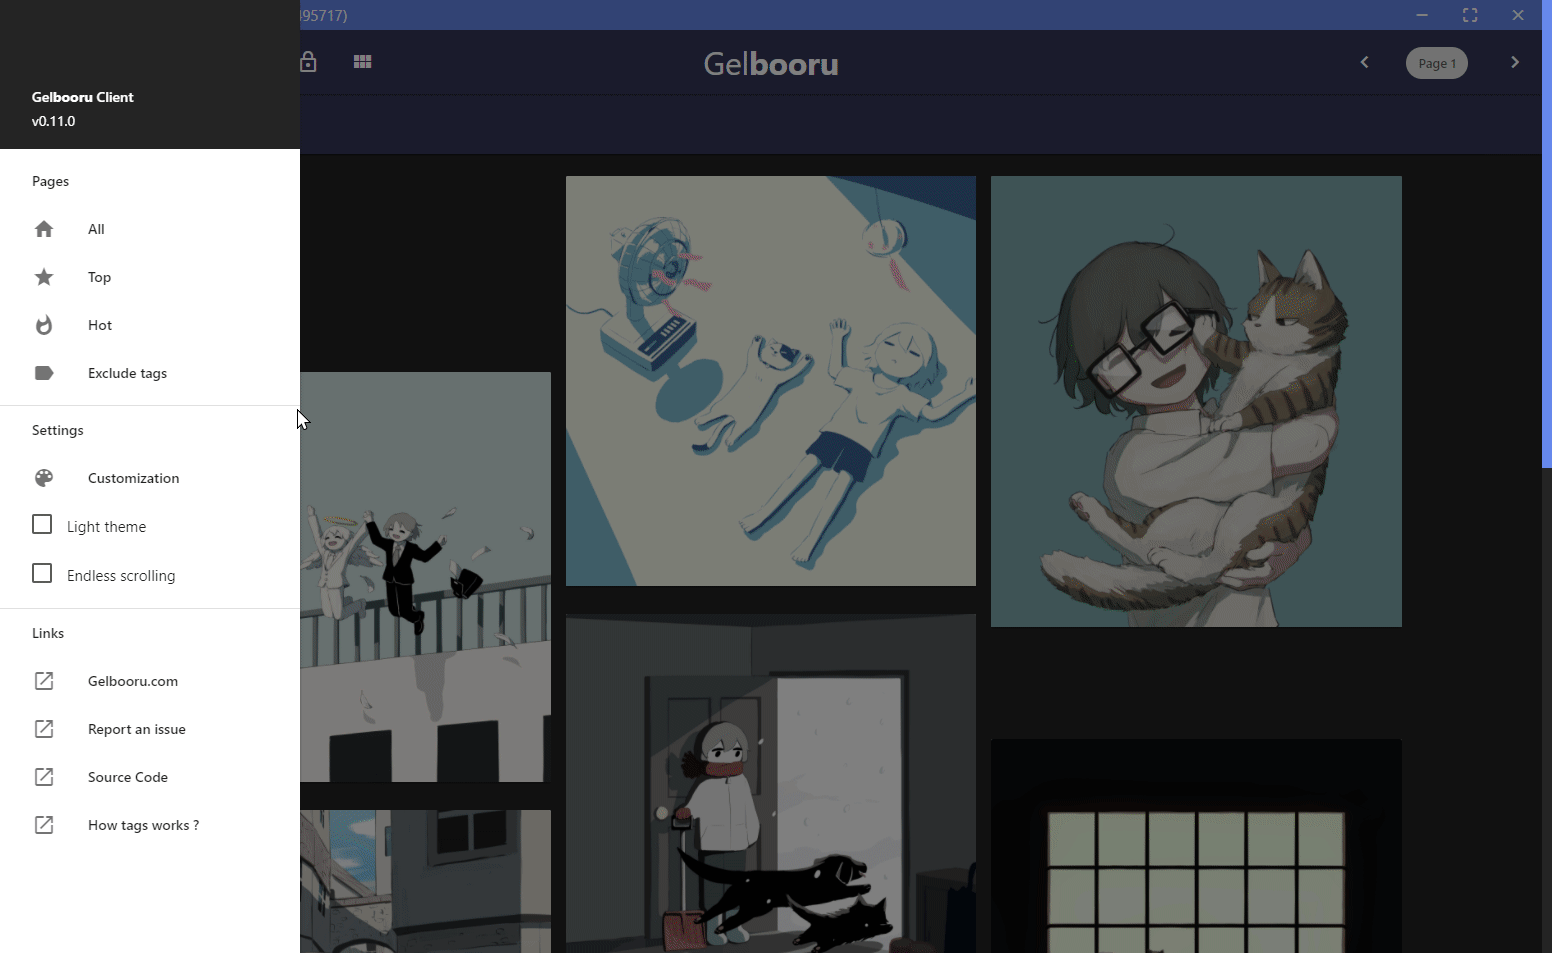 95717)
Gelbooru
Page 1
Gelbooru Client
v0.11.0
Pages
All
Top
Hot
Exclude tags
Settings
Customization
Light theme
Endless scrolling
Links
Gelbooru.com
Report an issue
Source Code
How tags works ?